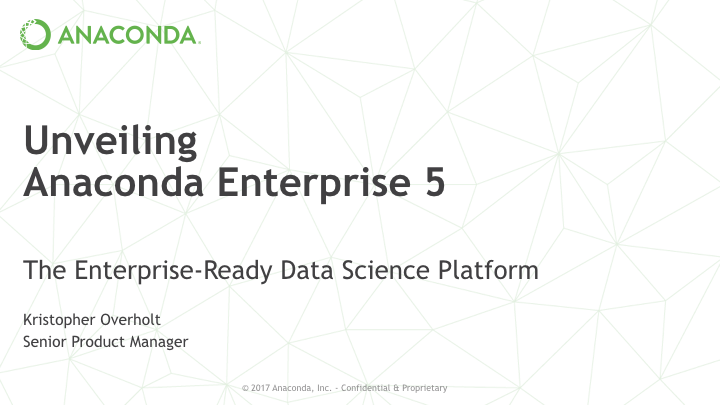 ANACONDA.
Unveiling
Anaconda Enterprise 5
The Enterprise-Ready Data Science Platform
Kristopher Overholt
Senior Product Manager
© 2017 Anaconda, Inc. - Confidential & Proprietary